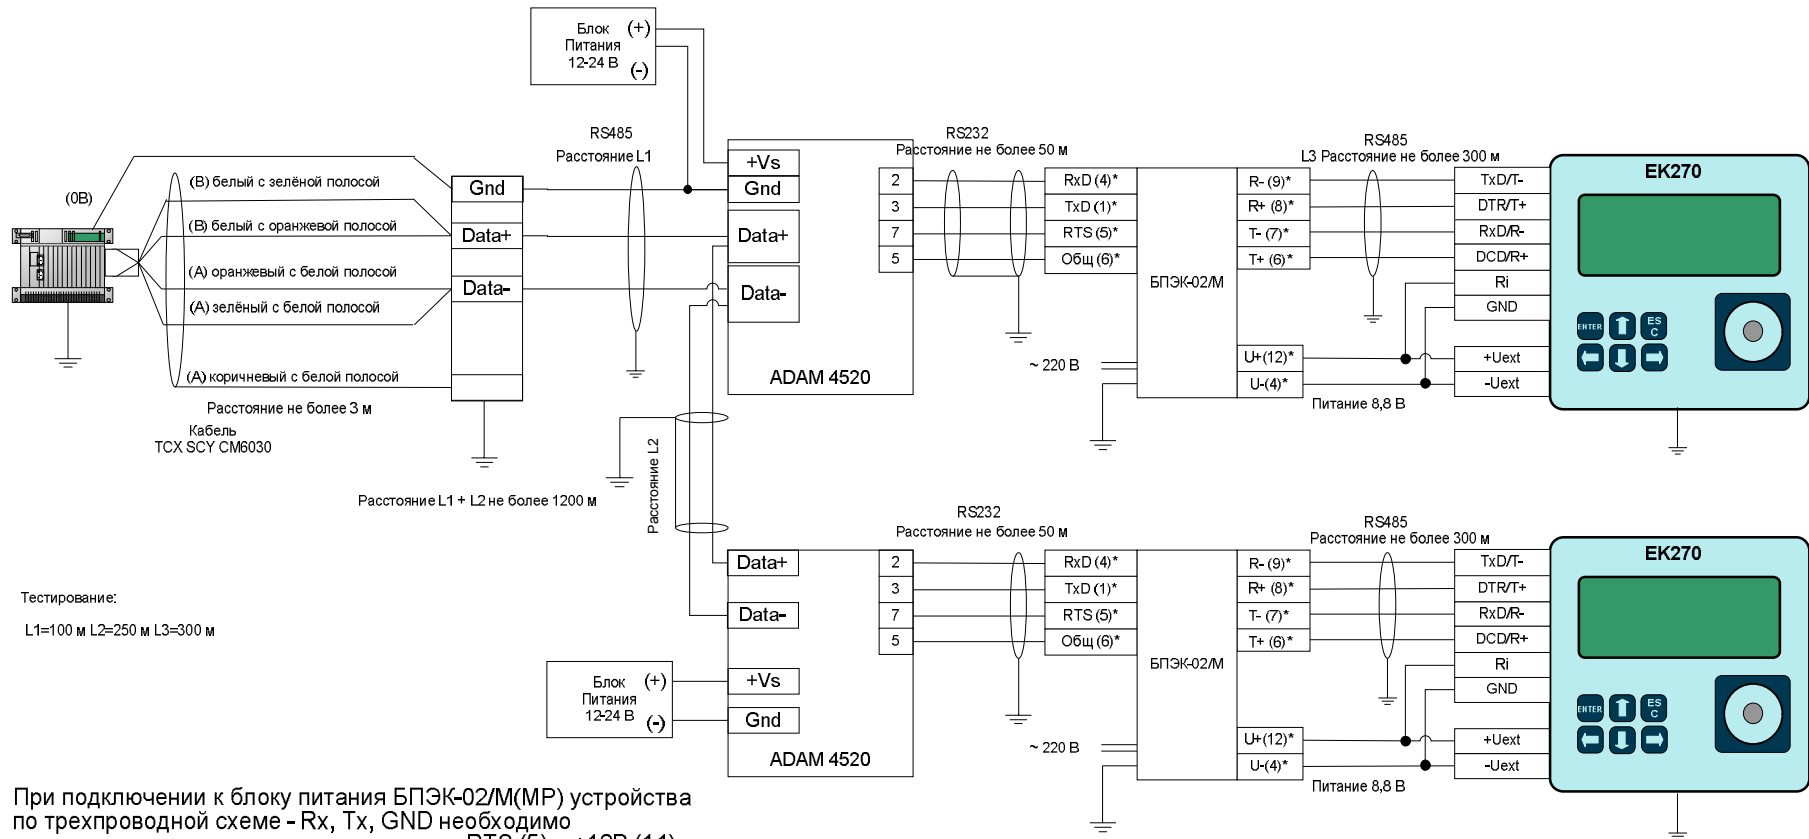 Блок (+)
Питания
12-24 В (-)
RS485
Расстояние L1
RS232
Расстояние не более 50 м
RS485
L3 Расстояние не более 300 м
(0В)
(В) белый с зелёной полосой
(В) белый с оранжевой полосой
(А) оранжевый с белой полосой
(А) зелёный с белой полосой
(А) коричневый с белой полосой
Расстояние не более 3 м
Кабель
TCX SCY CM6030
Gnd
Data+
Data-
+Vs
Gnd
Data+
Data-
2
3
7
5
ADAM 4520
RxD (4)*
TxD (1)*
RTS (5)*
Общ (6)*
~ 220 В
БПЭК-02/М
R- (9)*
R+ (8)*
T- (7)*
T+ (6)*
U+(12)*
U-(4)*
Питание 8,8 В
TxD/T-
DTR/T+
RxD/R-
DCD/R+
Ri
GND
+Uext
-Uext
EK270
ENTER
ES
C
Расстояние L2
Расстояние L1 + L2 не более 1200 м
RS232
Расстояние не более 50 м
RS485
Расстояние не более 300 м
Data+
Data-
+Vs
Gnd
2
3
7
5
ADAM 4520
Блок (+)
Питания
12-24 В (-)
RxD (4)*
TxD (1)*
RTS (5)*
Общ (6)*
~ 220 В
БПЭК-02/М
R- (9)*
R+ (8)*
T- (7)*
T+ (6)*
U+(12)*
U-(4)*
Питание 8,8 В
TxD/T-
DTR/T+
RxD/R-
DCD/R+
Ri
GND
+Uext
-Uext
EK270
ENTER
ES
C
Тестирование:
L1=100 м L2=250 м L3=300 м
При подключении к блоку питания БПЭК-02/М(МР) устройства
по трехпроводной схеме - Rx, Tx, GND необходимо
RTS (5)